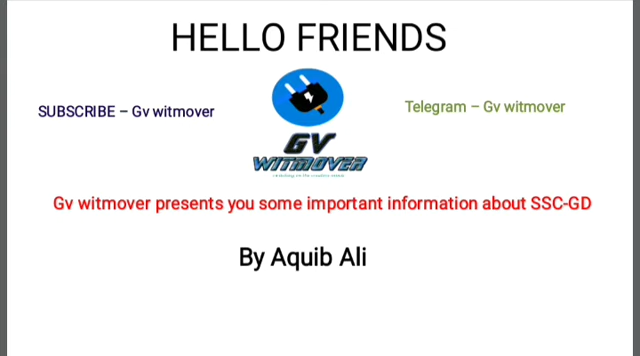 HELLO FRIENDS
SUBSCRIBE – Gv witmover
Telegram – Gv witmover
GV
WITMOVER
Gv witmover presents you some important information about SSC-GD
By Aquib Ali